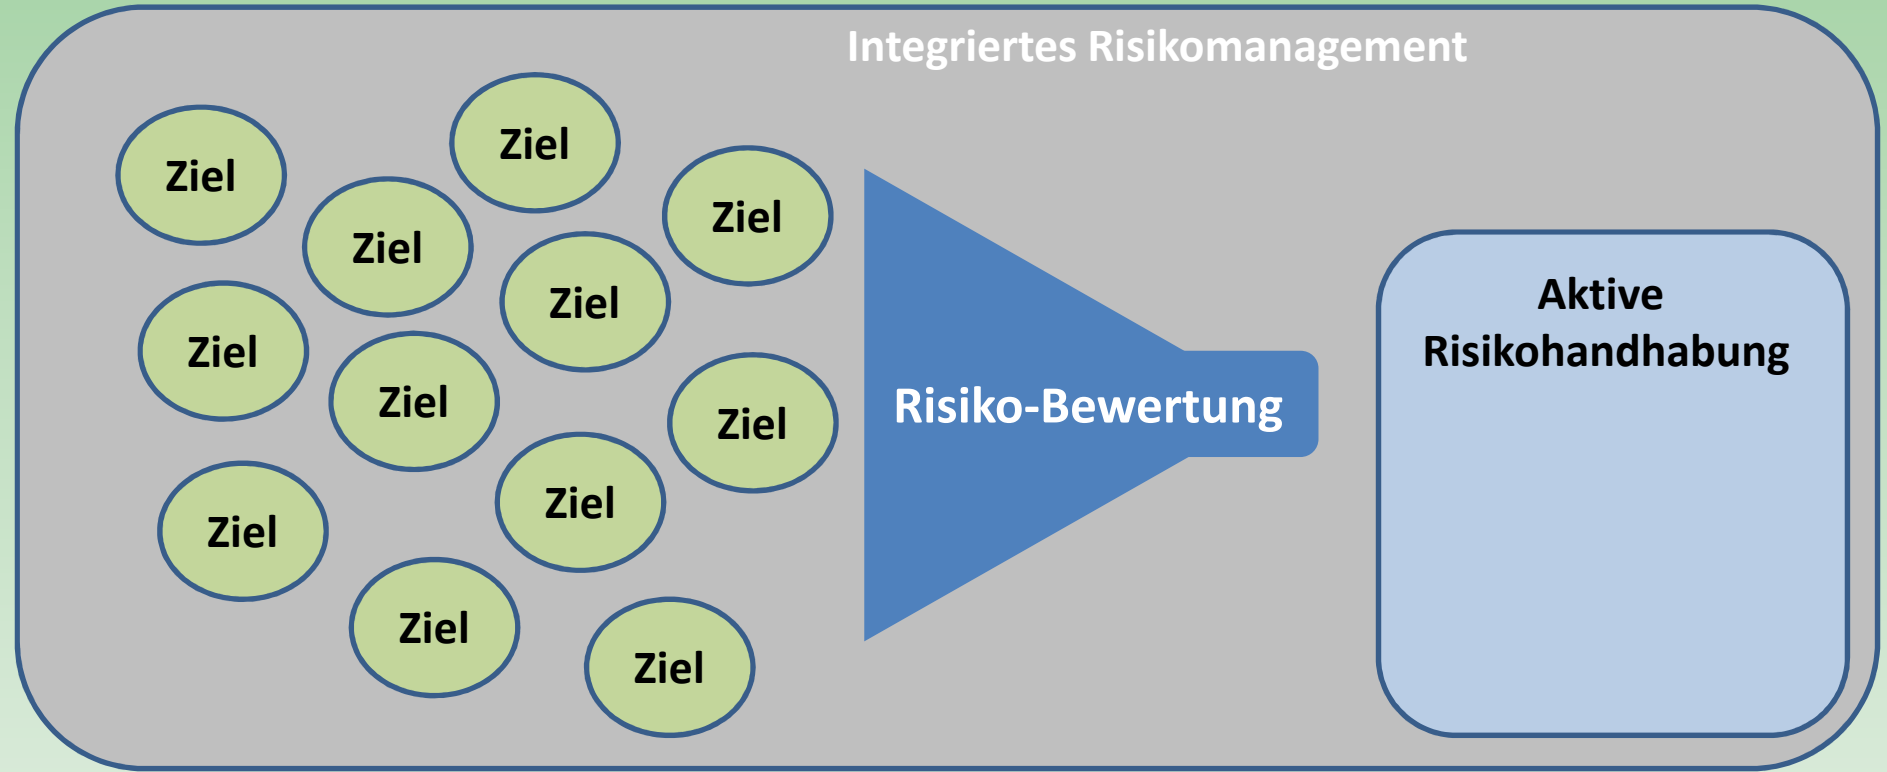 Integriertes Risikomanagement
Ziel
Ziel
Ziel
Ziel
Ziel
Ziel
Ziel
Ziel
Ziel
Ziel
Ziel
Ziel
Risiko-Bewertung
Aktive
Risikohandhabung